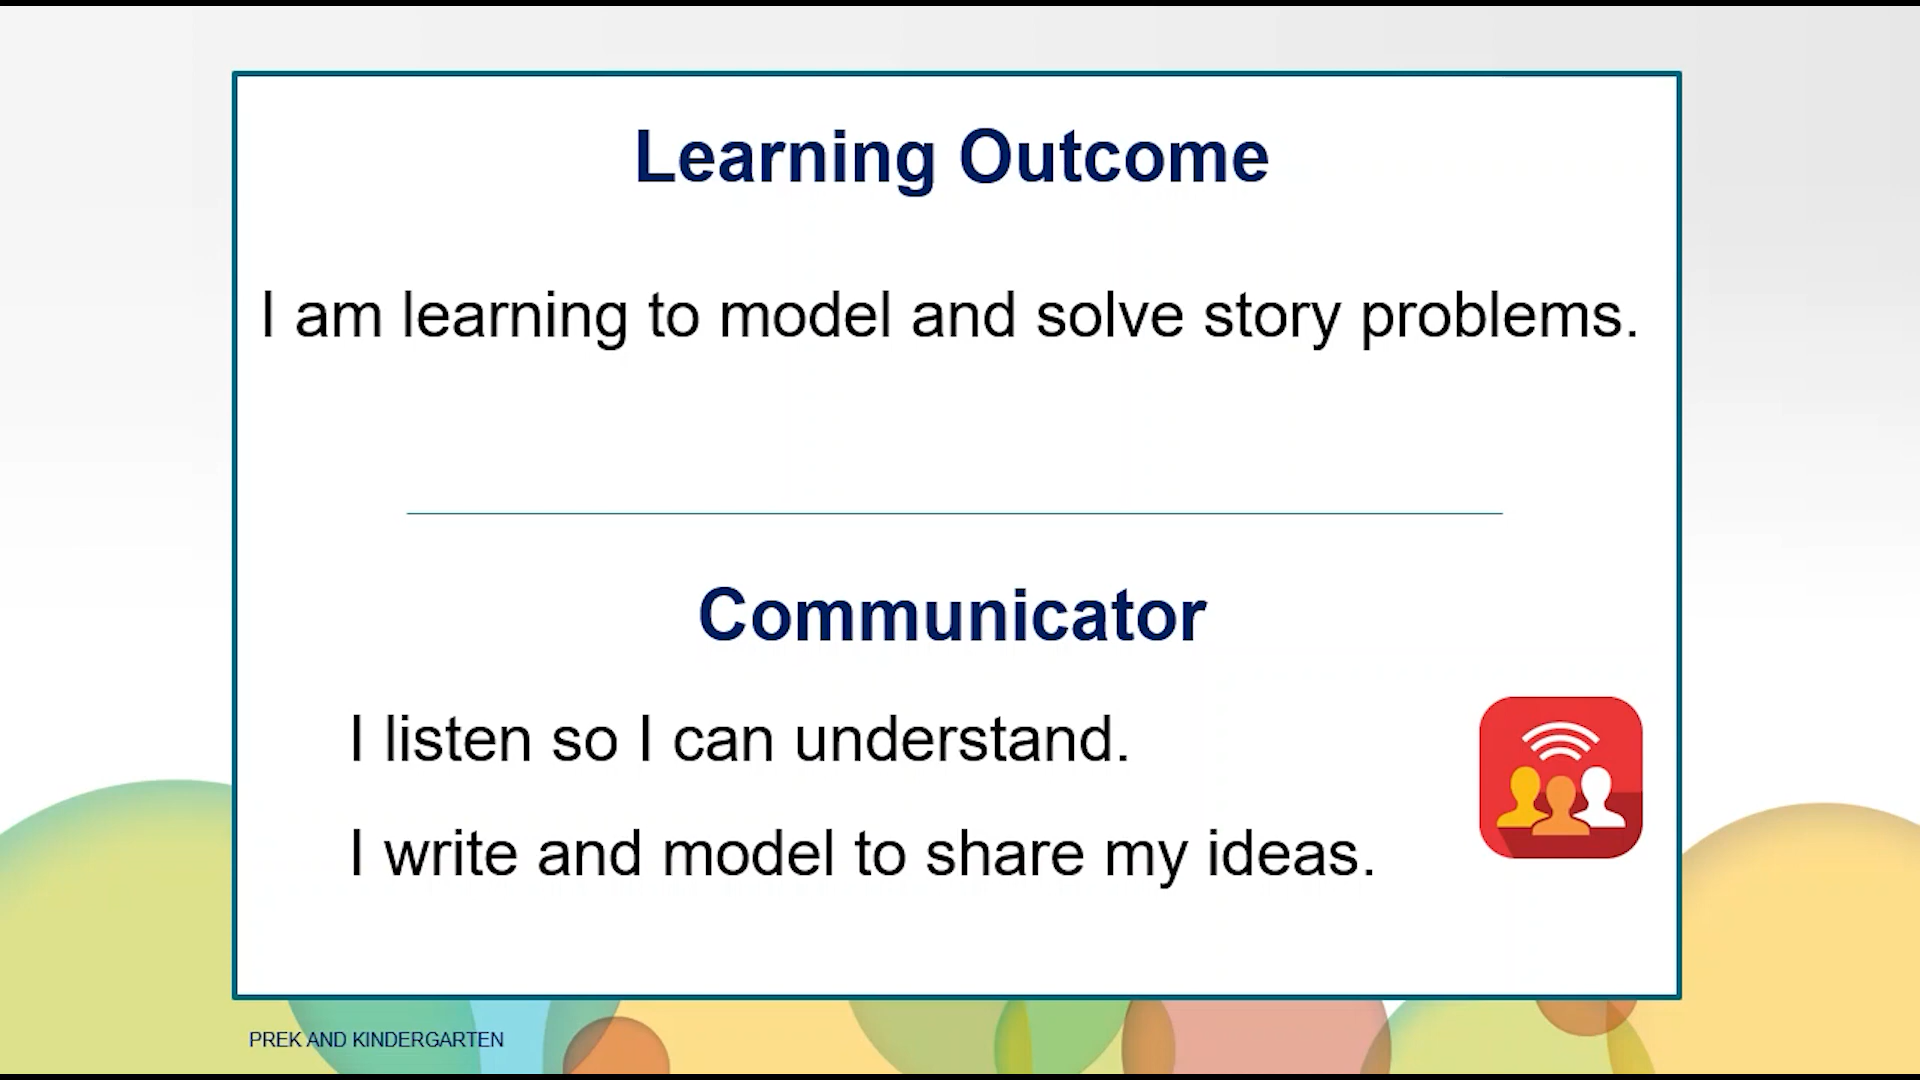 Learning Outcome
I am learning to model and solve story problems.
Communicator
I listen so I can understand.
I write and model to share my ideas.
PREK AND KINDERGARTEN